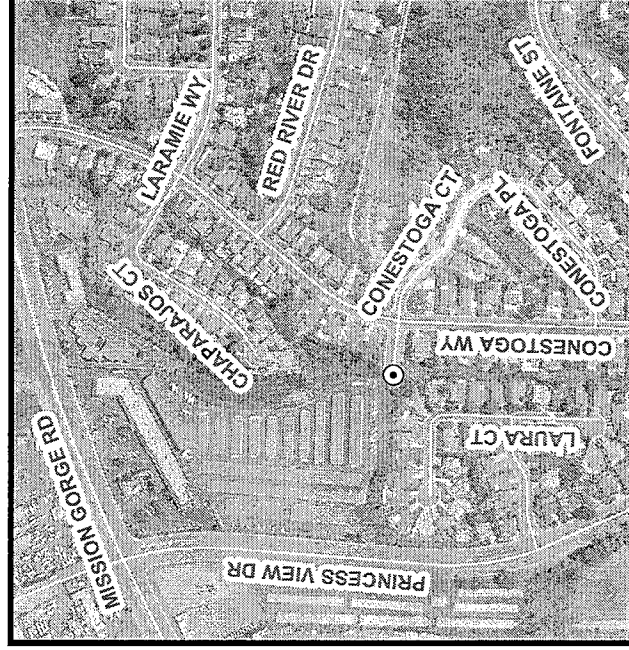 LARAMIE WY
RED RIVER DR
FONTAINE ST
CHAPARAJOS CT
CONESTOGA CT
CONESTOGA PL
CONESTOGA WY
MISSION GORGE RD
LAURA CT
PRINCESS VIEW DR